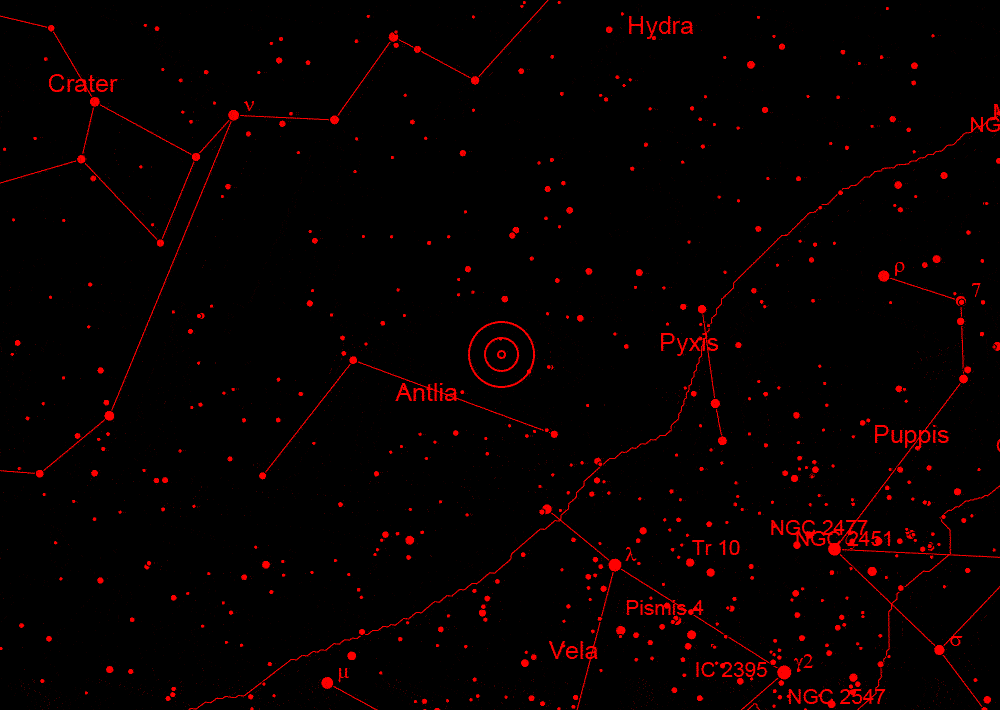 Hydra
Crater
ν
M
NG
ρ
7
Pyxis
Antlia
Puppis
NGC 2477
NGC 2451
λ
Tr 10
Pismis 4
σ
Vela
IC 2395
γ2
μ
NGC 2547